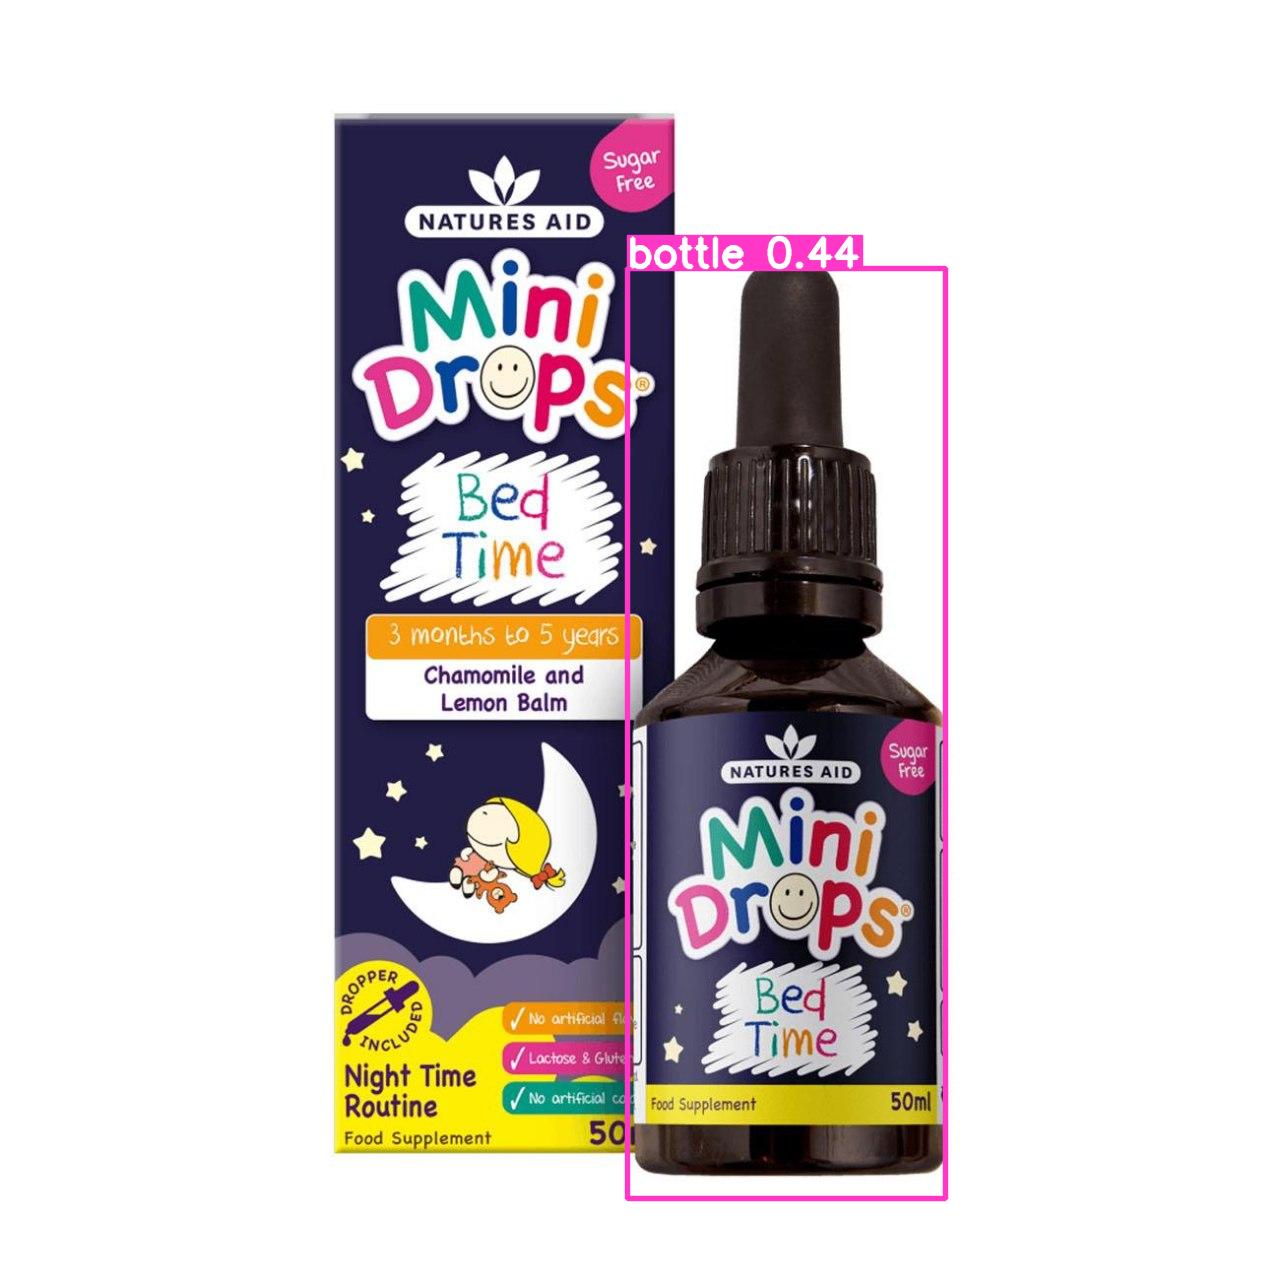 Sugar
Free
NATURES AID
Mini
Drops®
Bed
Time
3 months to 5 years
Chamomile and
Lemon Balm
DROPPER
INCLUDED
✓ No artificial
✓ Lactose &
✓ No artificial
Night Time
Routine
Food Supplement
50
bottle 0.44
Sugar
Free
NATURES AID
Mini
Drops®
Bed
Time
Food Supplement
50ml